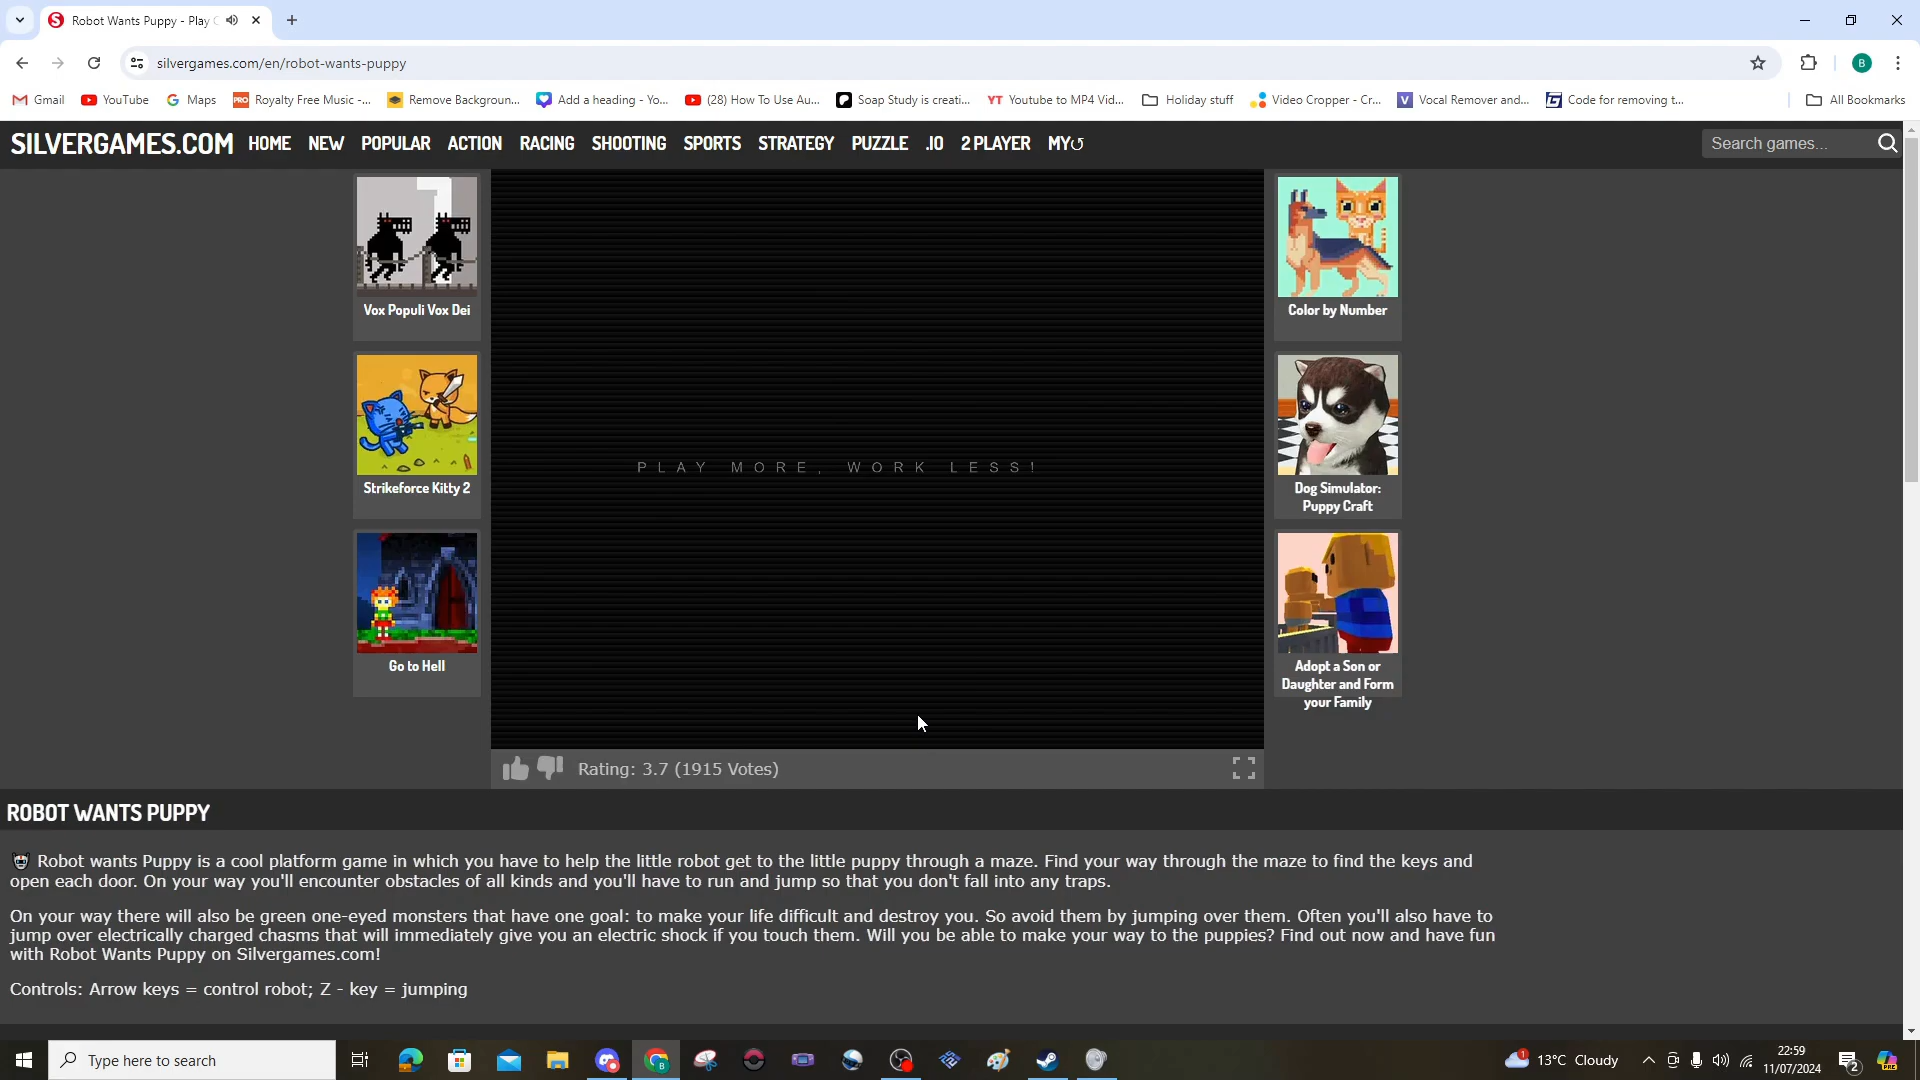 Robot Wants Puppy - Play
silvergames.com/en/robot-wants-puppy
B
Gmail YouTube Maps PRO Royalty Free Music -... Remove Backgroun... Add a heading - Yo... (28) How To Use Au... Soap Study is creati... YT Youtube to MP4 Vid... Holiday stuff Video Cropper - Cr... V Vocal Remover and... Code for removing t... All Bookmarks
SILVERGAMES.COM HOME NEW POPULAR ACTION RACING SHOOTING SPORTS STRATEGY PUZZLE .IO 2 PLAYER MY Search games...
Vox Populi Vox Dei
Color by Number
Strikeforce Kitty 2
Dog Simulator:
Puppy Craft
PLAY MORE, WORK LESS!
Go to Hell
Adopt a Son or
Daughter and Form
your Family
Rating: 3.7 (1915 Votes)
ROBOT WANTS PUPPY
Robot wants Puppy is a cool platform game in which you have to help the little robot get to the little puppy through a maze. Find your way through the maze to find the keys and
open each door. On your way you'll encounter obstacles of all kinds and you'll have to run and jump so that you don't fall into any traps.
On your way there will also be green one-eyed monsters that have one goal: to make your life difficult and destroy you. So avoid them by jumping over them. Often you'll also have to
jump over electrically charged chasms that will immediately give you an electric shock if you touch them. Will you be able to make your way to the puppies? Find out now and have fun
with Robot Wants Puppy on Silvergames.com!
Controls: Arrow keys = control robot; Z - key = jumping
Type here to search
1 13°C Cloudy
22:59
11/07/2024
2
PRE